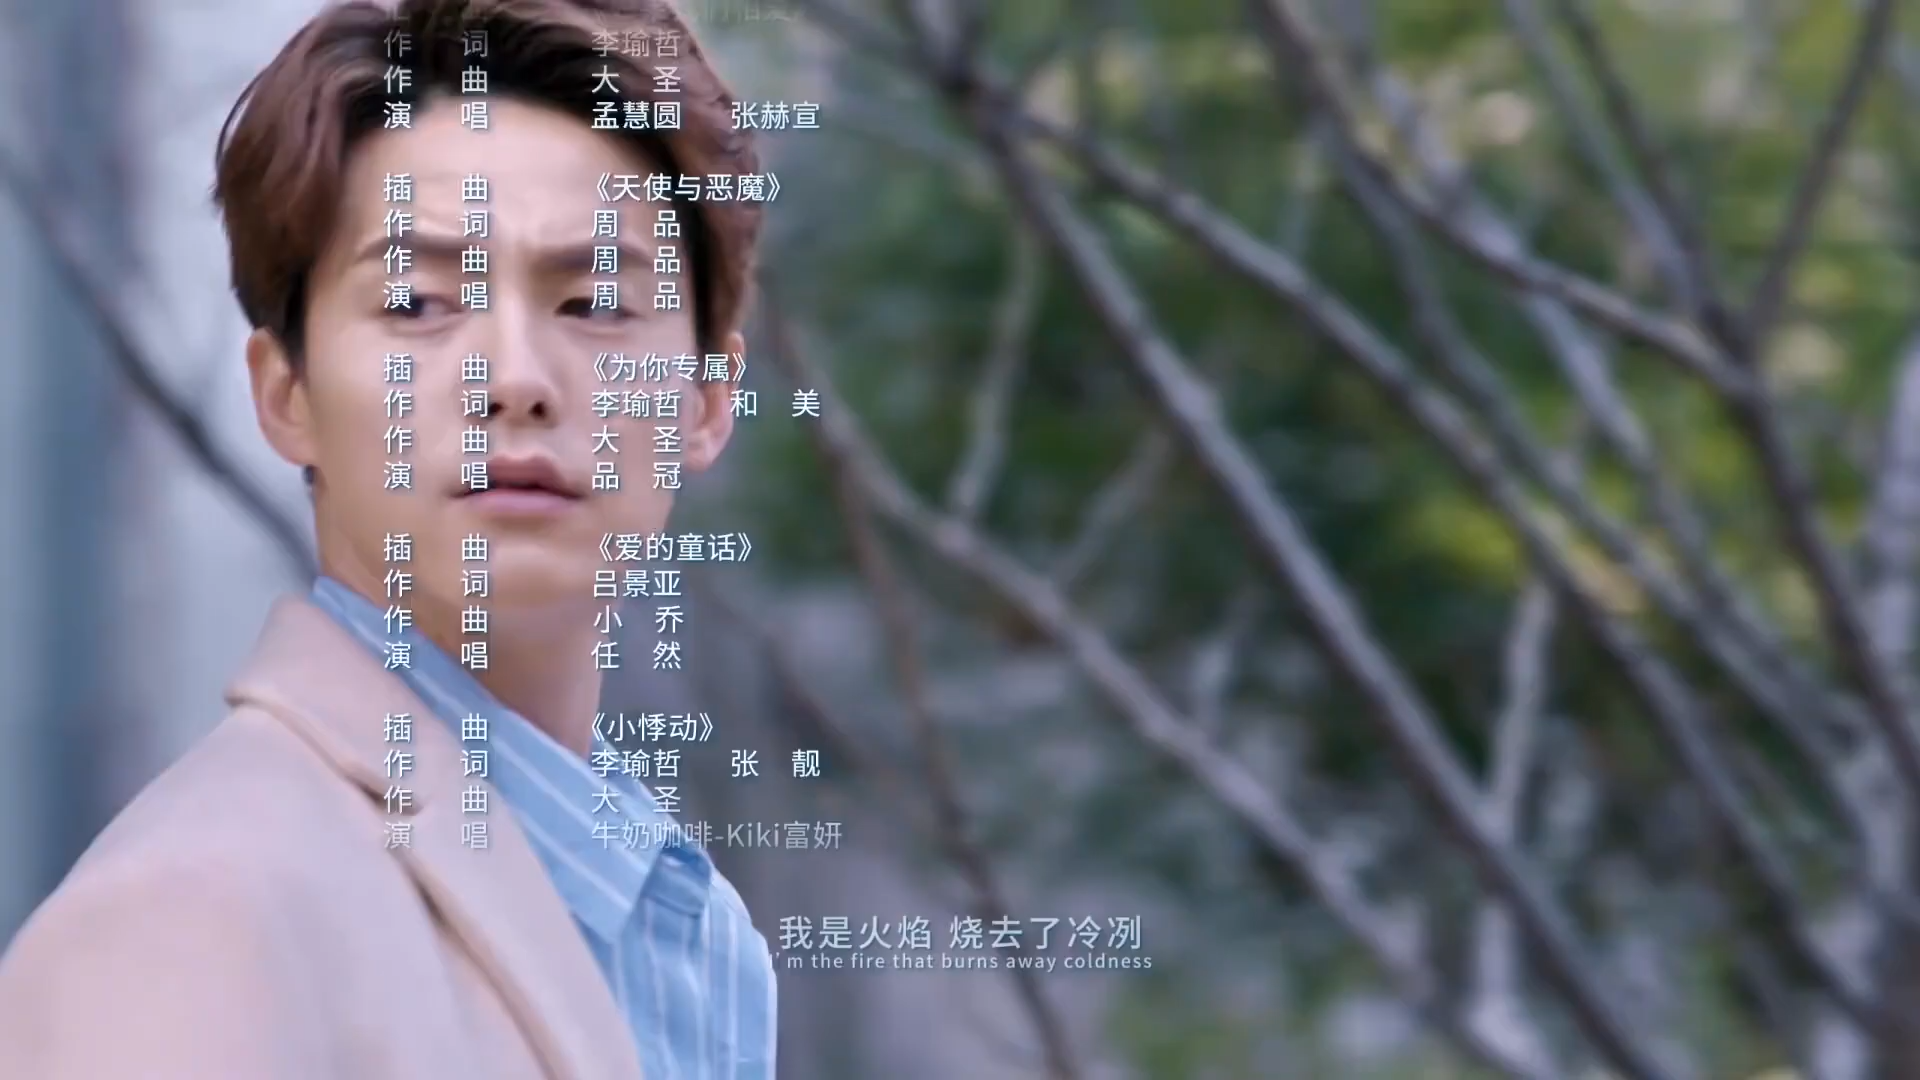 作 词 李瑜哲
作 曲 大 圣
演 唱 孟慧圆 张赫宣
插 曲 《天使与恶魔》
作 词 周 品
作 曲 周 品
演 唱 周 品
插 曲 《为你专属》
作 词 李瑜哲 和 美
作 曲 大 圣
演 唱 品 冠
插 曲 《爱的童话》
作 词 吕景亚
作 曲 小 乔
演 唱 任 然
插 曲 《小悸动》
作 词 李瑜哲 张 靓
作 曲 大 圣
演 唱 牛奶咖啡-Kiki富妍
我是火焰 烧去了冷冽
I'm the fire that burns away coldness